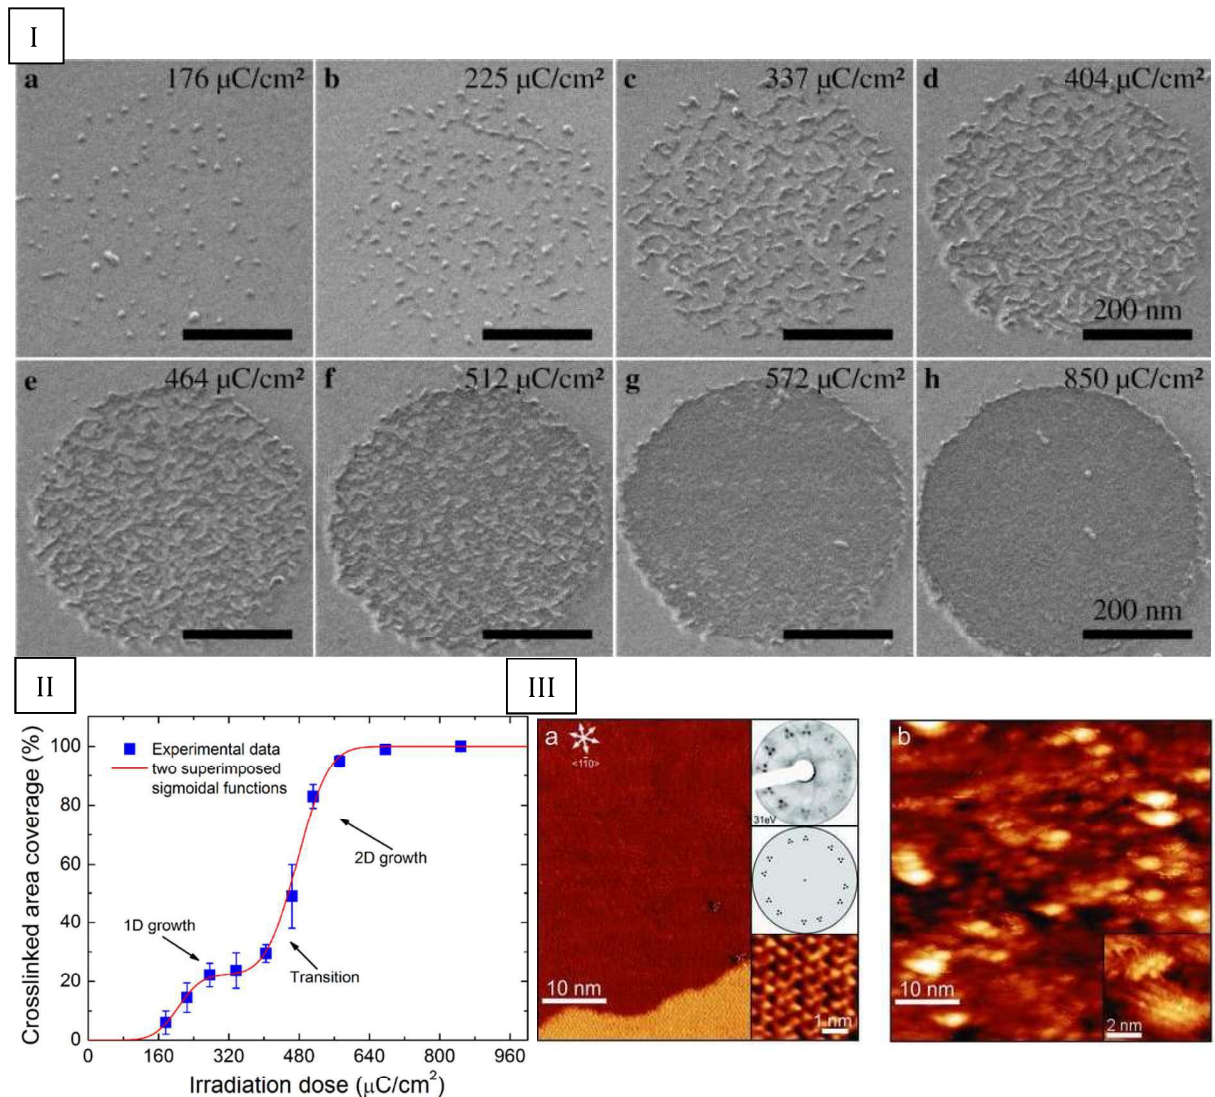 I
a 176 μC/cm²
b 225 μC/cm²
c 337 μC/cm²
d 404 μC/cm²
200 nm
e 464 μC/cm²
f 512 μC/cm²
g 572 μC/cm²
h 850 μC/cm²
200 nm
II
Crosslinked area coverage (%)
100
80
60
40
20
0
Experimental data
two superimposed
sigmoidal functions
2D growth
1D growth
Transition
0 160 320 480 640 800 960
Irradiation dose (μC/cm²)
III
a
<11̄0>
31eV
10 nm
1 nm
b
10 nm
2 nm